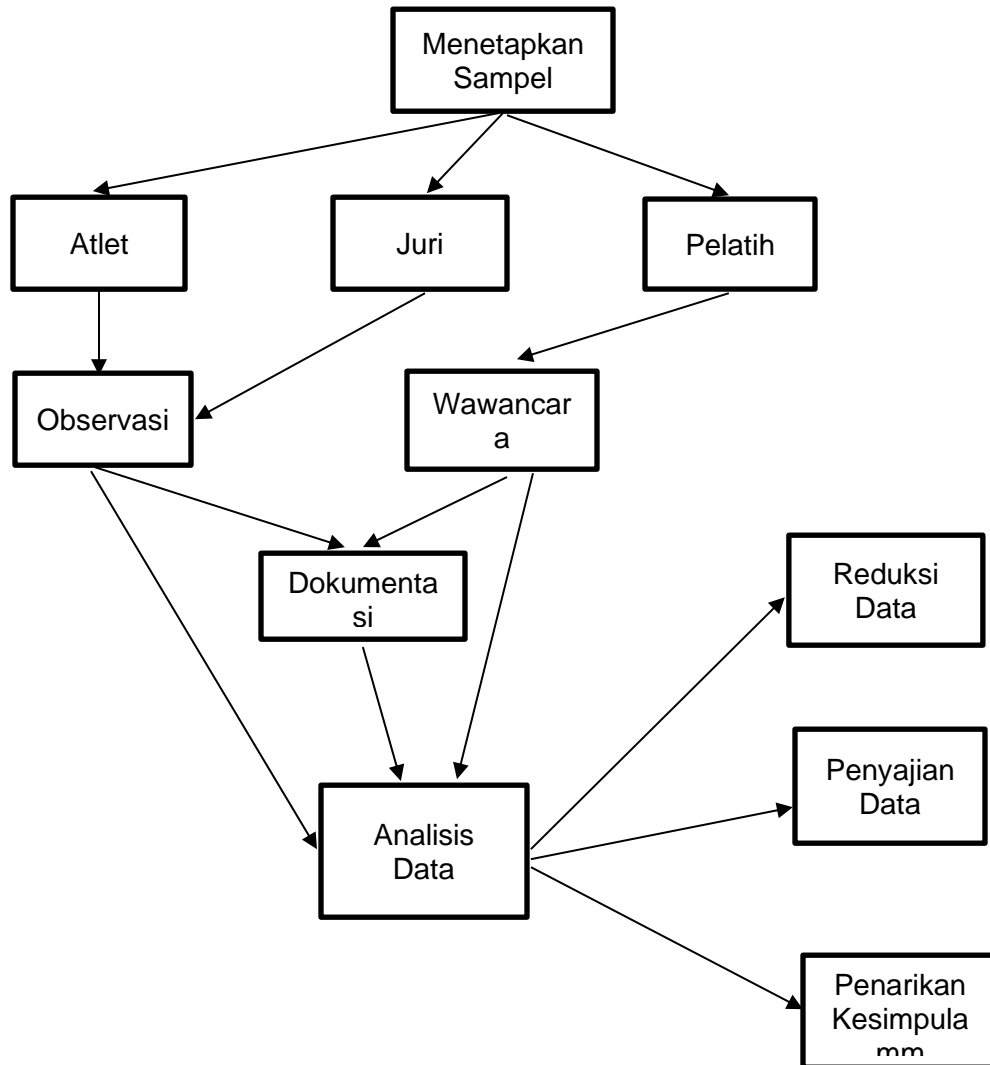 Menetapkan
Sampel
Atlet
Juri
Pelatih
Observasi
Wawancar
a
Dokumenta
si
Reduksi
Data
Penyajian
Data
Analisis
Data
Penarikan
Kesimpula